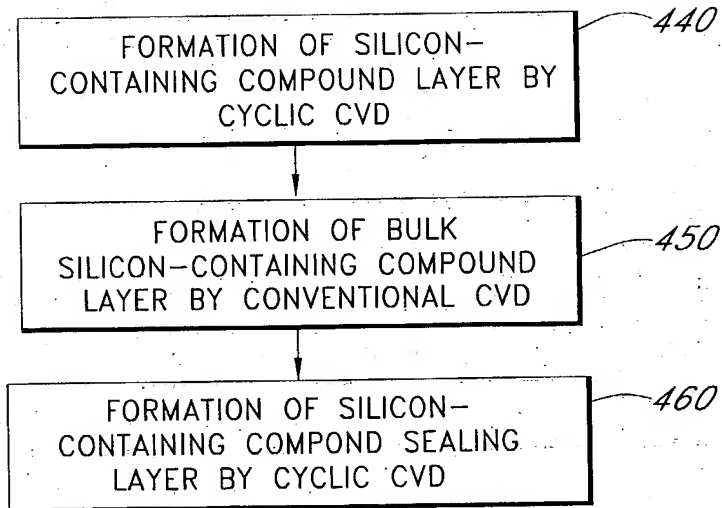 FORMATION OF SILICON-
CONTAINING COMPOUND LAYER BY
CYCLIC CVD
440
FORMATION OF BULK
SILICON-CONTAINING COMPOUND
LAYER BY CONVENTIONAL CVD
450
FORMATION OF SILICON-
CONTAINING COMPOND SEALING
LAYER BY CYCLIC CVD
460